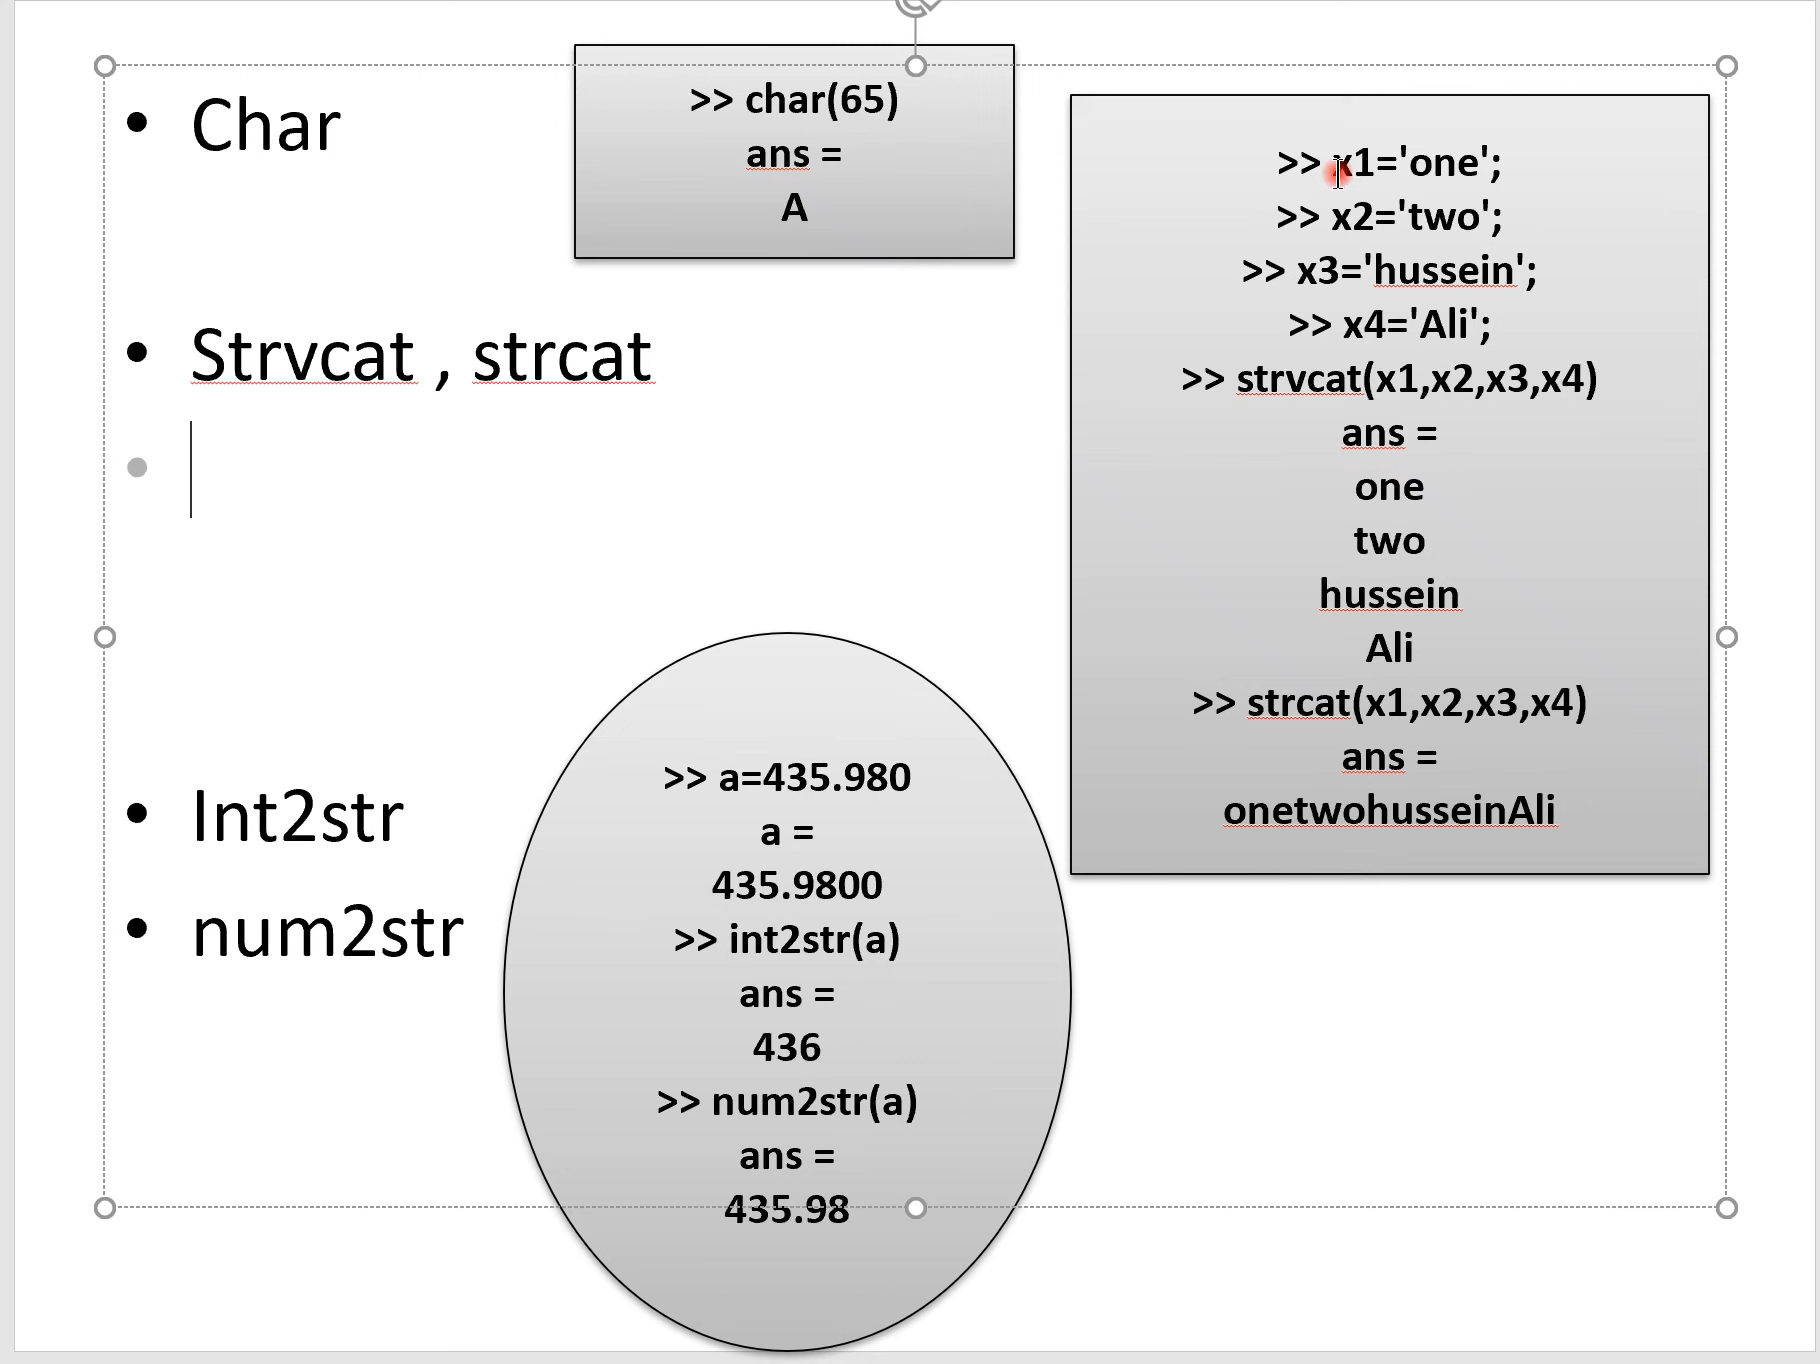 • Char
>> char(65)
ans =
A
• Strvcat , strcat
>> x1='one';
>> x2='two';
>> x3='hussein';
>> x4='Ali';
>> strvcat(x1,x2,x3,x4)
ans =
one
two
hussein
Ali
>> strcat(x1,x2,x3,x4)
ans =
onetwohusseinAli
• Int2str
• num2str
>> a=435.980
a =
435.9800
>> int2str(a)
ans =
436
>> num2str(a)
ans =
435.98